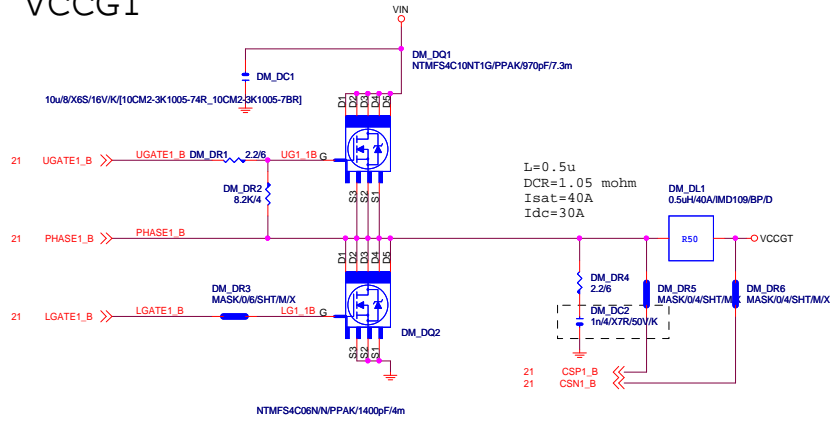 VCCGT
VIN
DM_DQ1
NTMFS4C10NT1G/PPAK/970pF/7.3m
DM_DC1
10u/8/X6S/16V/K/[10CM2-3K1005-74R_10CM2-3K1005-7BR]
D1 D2 D3 D4 D5
21 UGATE1_B UGATE1_B DM_DR1 2.2/6 UG1_1B G
DM_DR2
8.2K/4
S3 S2 S1
L=0.5u
DCR=1.05 mohm
Isat=40A
Idc=30A
DM_DL1
0.5uH/40A/IMD109/BP/D
21 PHASE1_B PHASE1_B
R50
VCCGT
D1 D2 D3 D4 D5
DM_DR3
MASK/0/6/SHT/M/X
21 LGATE1_B LGATE1_B LG1_1B G
DM_DQ2
S3 S2 S1
NTMFS4C06N/N/PPAK/1400pF/4m
DM_DR4
2.2/6
DM_DC2
1n/4/X7R/50V/K
DM_DR5
MASK/0/4/SHT/M/X
DM_DR6
MASK/0/4/SHT/M/X
21 CSP1_B
21 CSN1_B